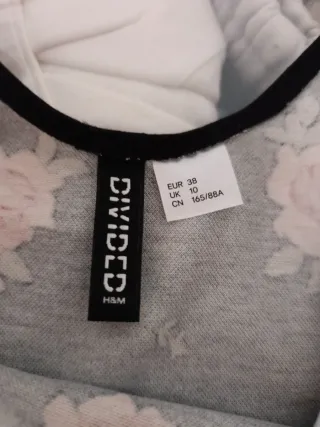 DIVIDED
H&M
EUR 38
UK 10
CN 165/88A